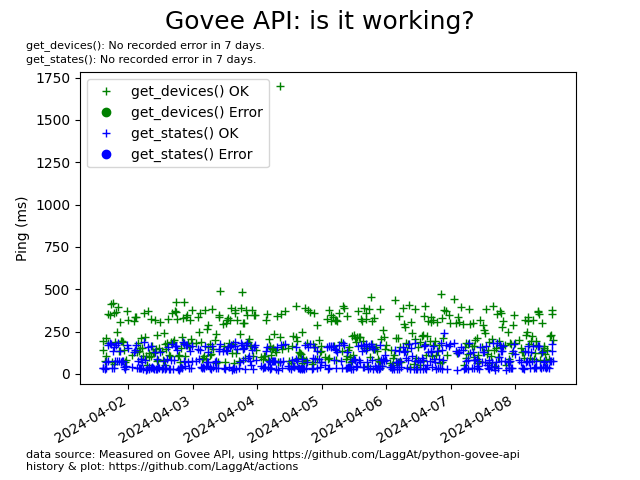 Govee API: is it working?
get_devices(): No recorded error in 7 days.
get_states(): No recorded error in 7 days.
get_devices() OK
get_devices() Error
get_states() OK
get_states() Error
1750
1500
1250
1000
750
500
250
0
Ping (ms)
2024-04-02
2024-04-03
2024-04-04
2024-04-05
2024-04-06
2024-04-07
2024-04-08
data source: Measured on Govee API, using https://github.com/LaggAt/python-govee-api
history & plot: https://github.com/LaggAt/actions